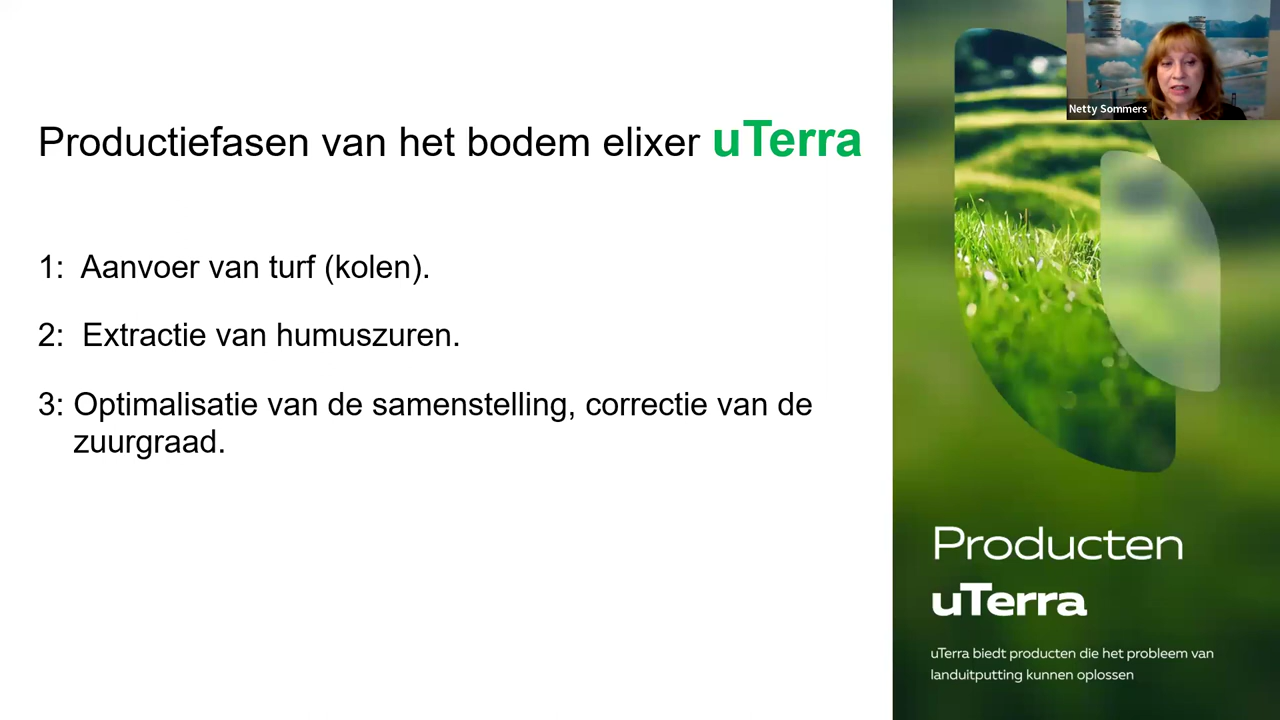 Netty Sommers
Productiefasen van het bodem elixer uTerra
1: Aanvoer van turf (kolen).
2: Extractie van humuszuren.
3: Optimalisatie van de samenstelling, correctie van de
zuurgraad.
Producten
uTerra
uTerra biedt producten die het probleem van
landuitputting kunnen oplossen